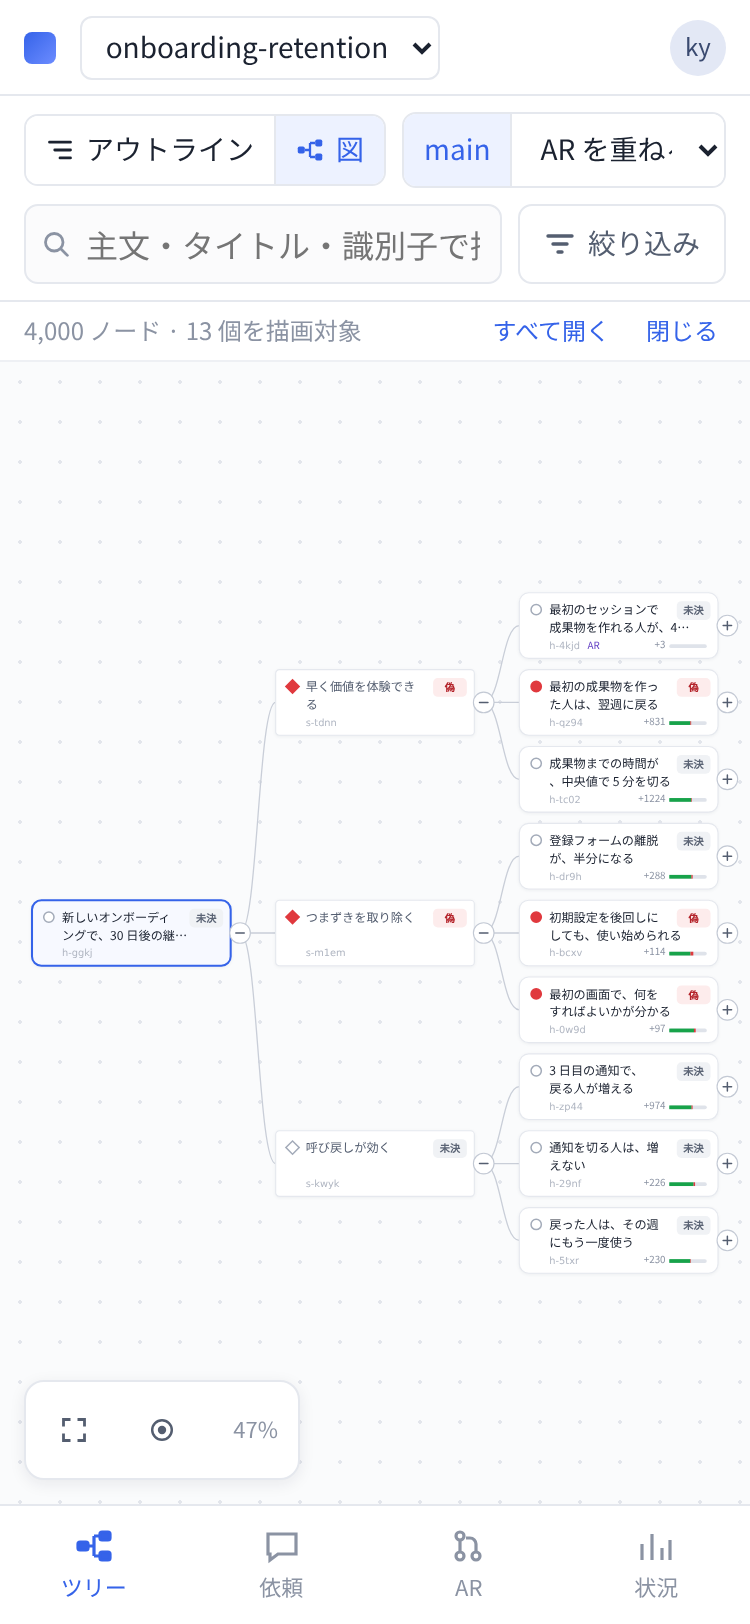 onboarding-retention
ky
アウトライン
図
main
AR を重ね
主文・タイトル・識別子で
絞り込み
4,000 ノード · 13 個を描画対象
すべて開く
閉じる
最初のセッションで
成果物を作れる人が、4…
未決
h-4kjd AR +3
早く価値を体験でき
る
偽
s-tdnn
最初の成果物を作っ
た人は、翌週に戻る
偽
h-qz94 +831
成果物までの時間が
、中央値で 5 分を切る
未決
h-tc02 +1224
登録フォームの離脱
が、半分になる
未決
h-dr9h +288
新しいオンボーディ
ングで、30 日後の継…
未決
h-ggkj
つまずきを取り除く
偽
s-m1em
初期設定を後回しに
しても、使い始められる
偽
h-bcxv +114
最初の画面で、何を
すればよいかが分かる
偽
h-0w9d +97
3 日目の通知で、
戻る人が増える
未決
h-zp44 +974
呼び戻しが効く
未決
s-kwyk
通知を切る人は、増
えない
未決
h-29nf +226
戻った人は、その週
にもう一度使う
未決
h-5txr +230
47%
ツリー
依頼
AR
状況